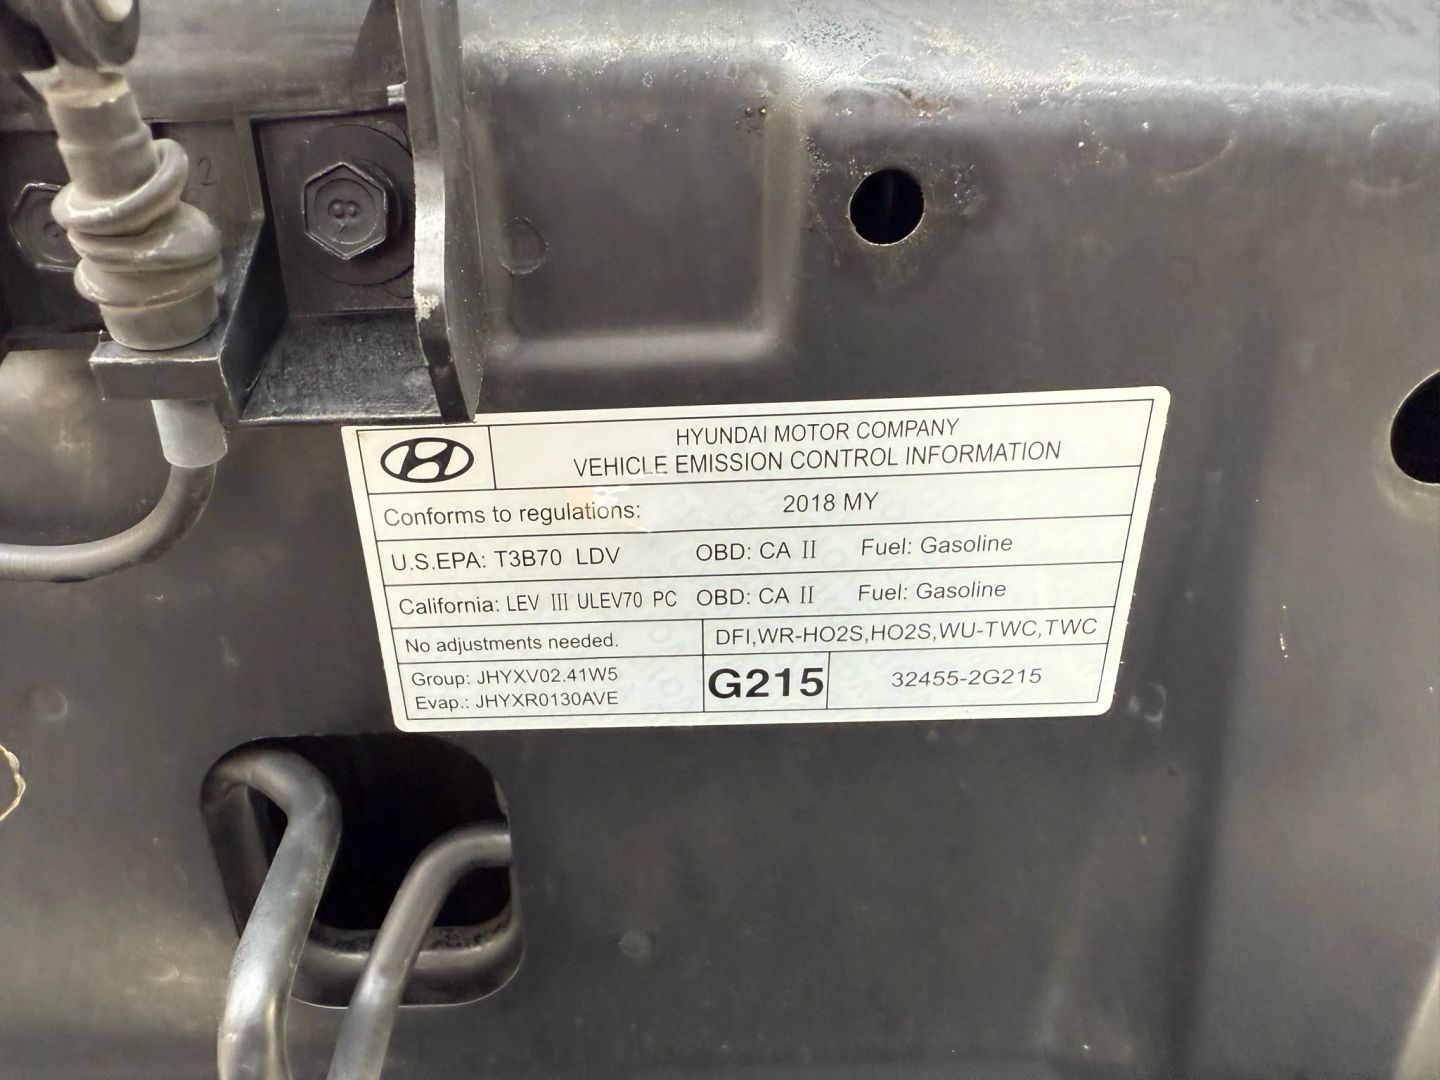 HYUNDAI MOTOR COMPANY
VEHICLE EMISSION CONTROL INFORMATION
Conforms to regulations: 2018 MY
U.S.EPA: T3B70 LDV OBD: CA II Fuel: Gasoline
California: LEV III ULEV70 PC OBD: CA II Fuel: Gasoline
No adjustments needed. DFI,WR-HO2S,HO2S,WU-TWC,TWC
Group: JHYXV02.41W5
Evap.: JHYXR0130AVE
G215 32455-2G215
2
8